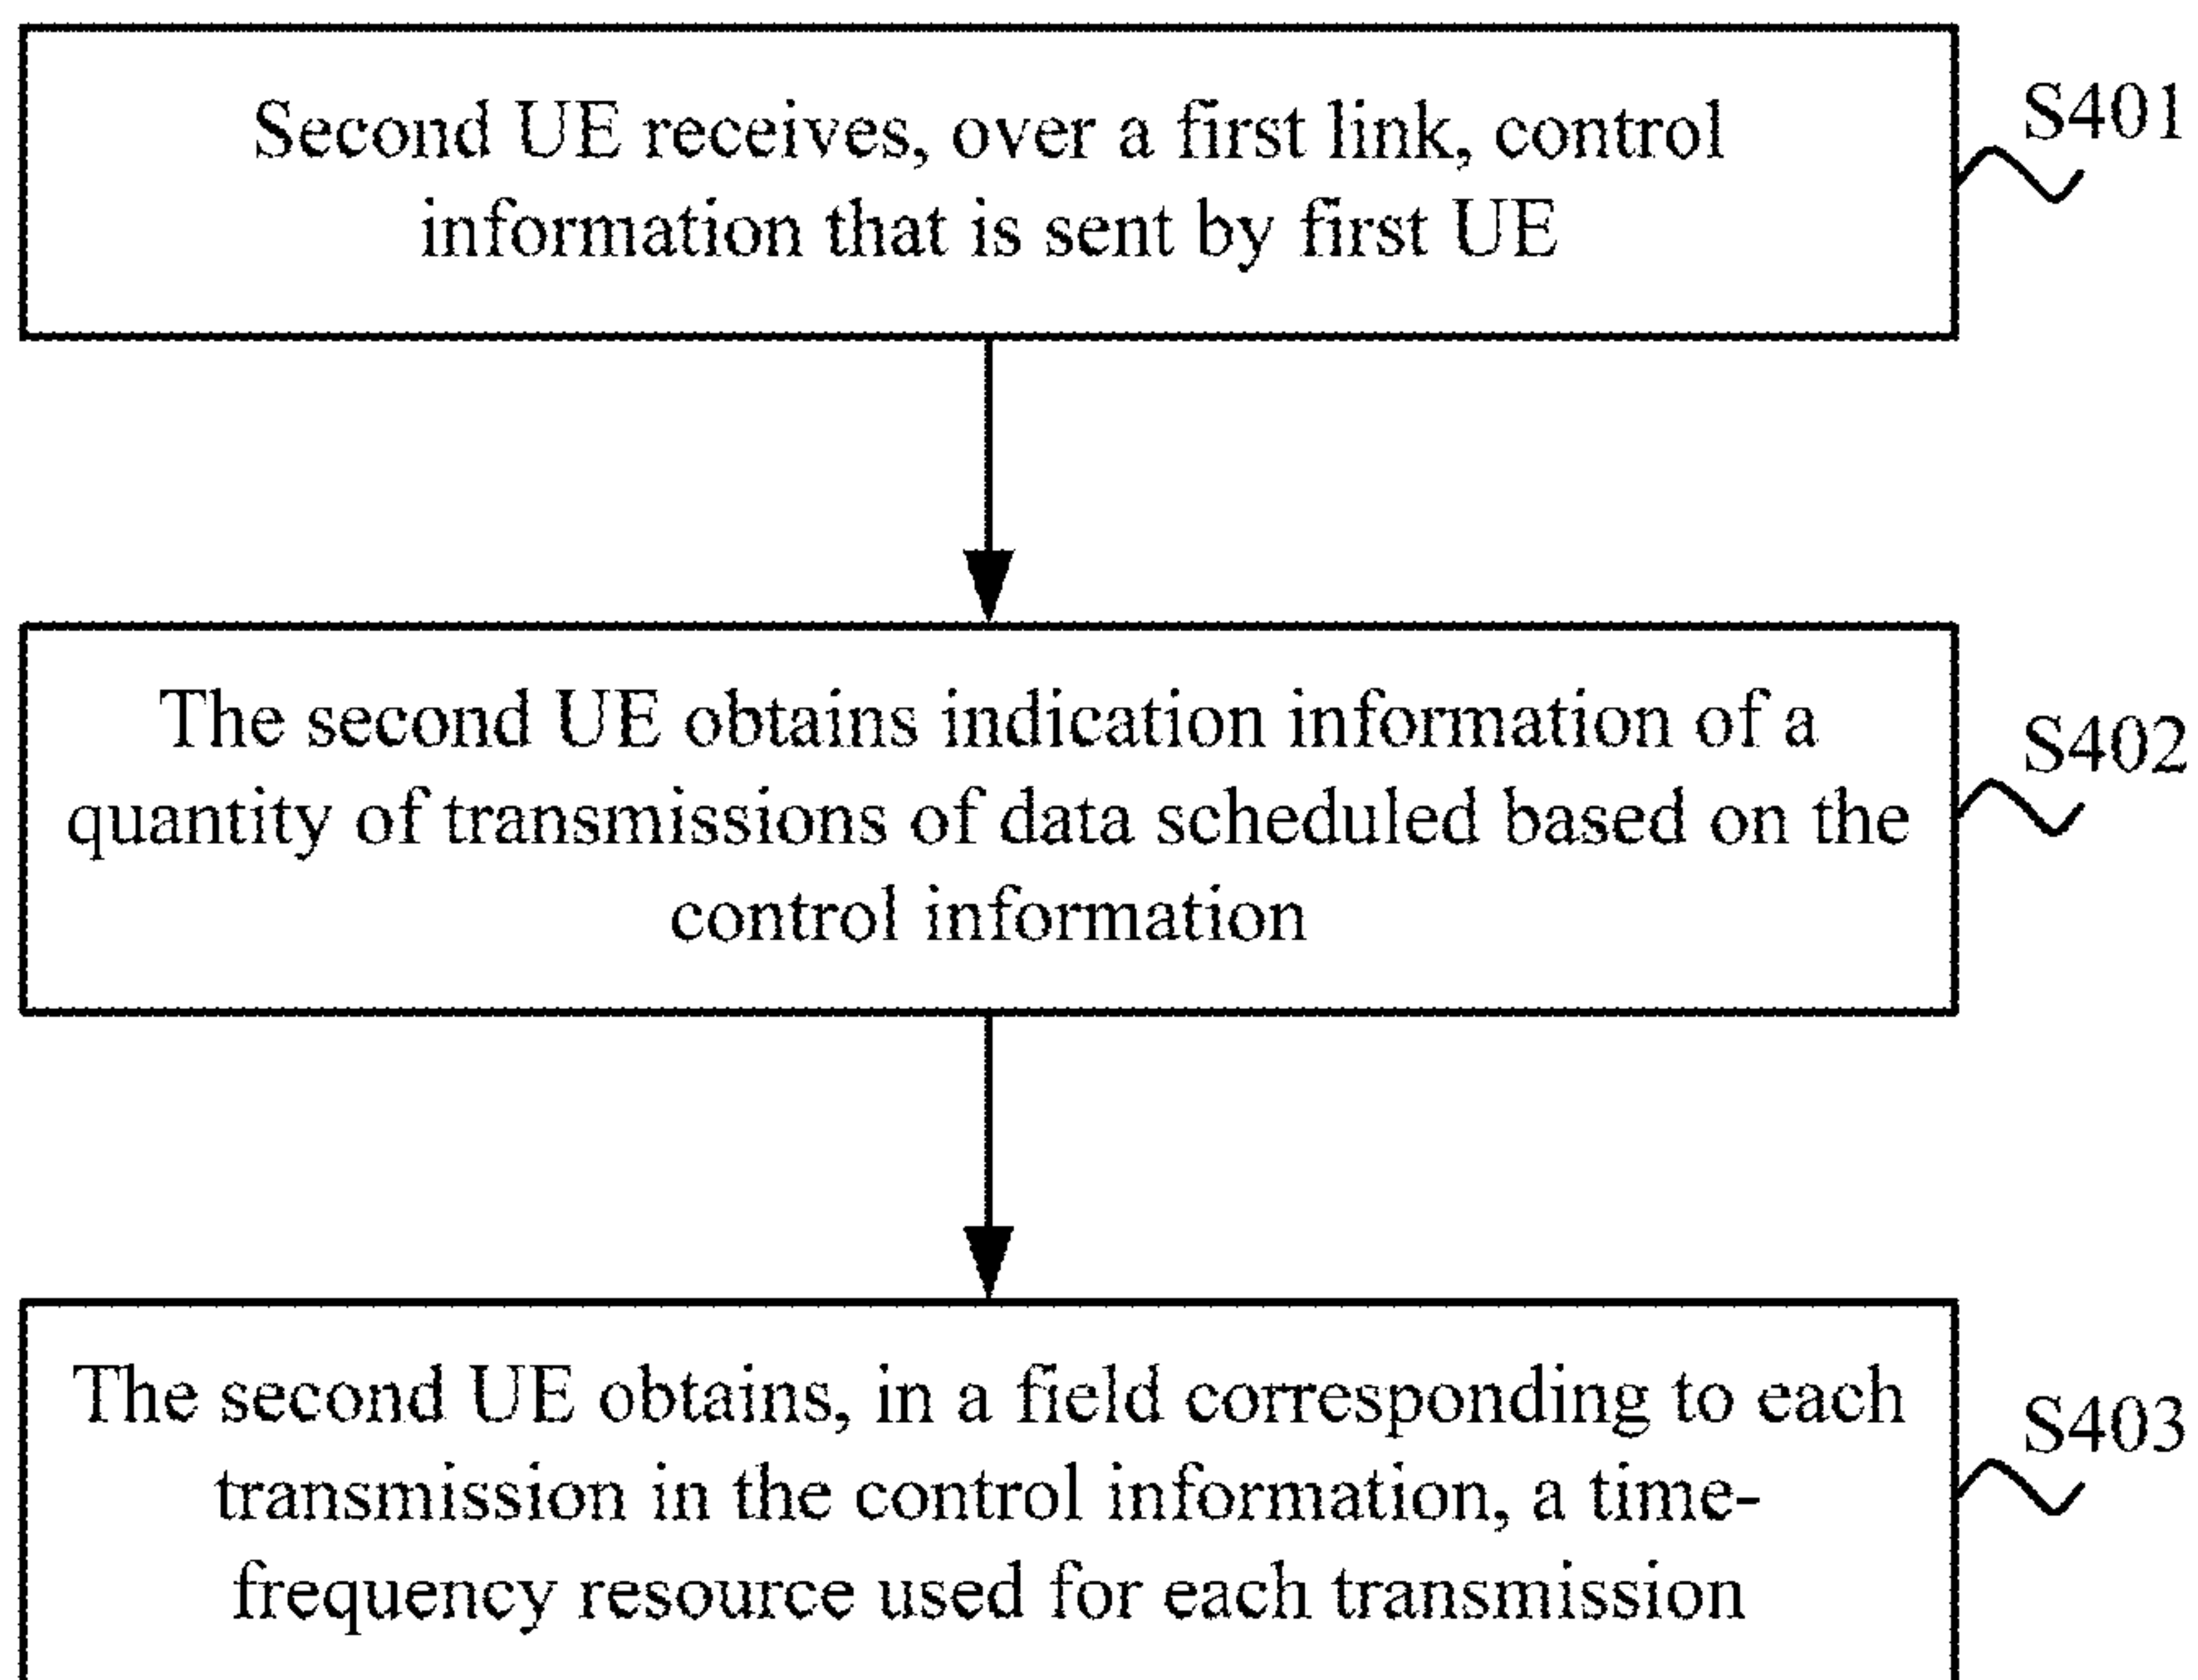 Second UE receives, over a first link, control
information that is sent by first UE
S401
The second UE obtains indication information of a
quantity of transmissions of data scheduled based on the
control information
S402
The second UE obtains, in a field corresponding to each
transmission in the control information, a time-
frequency resource used for each transmission
S403